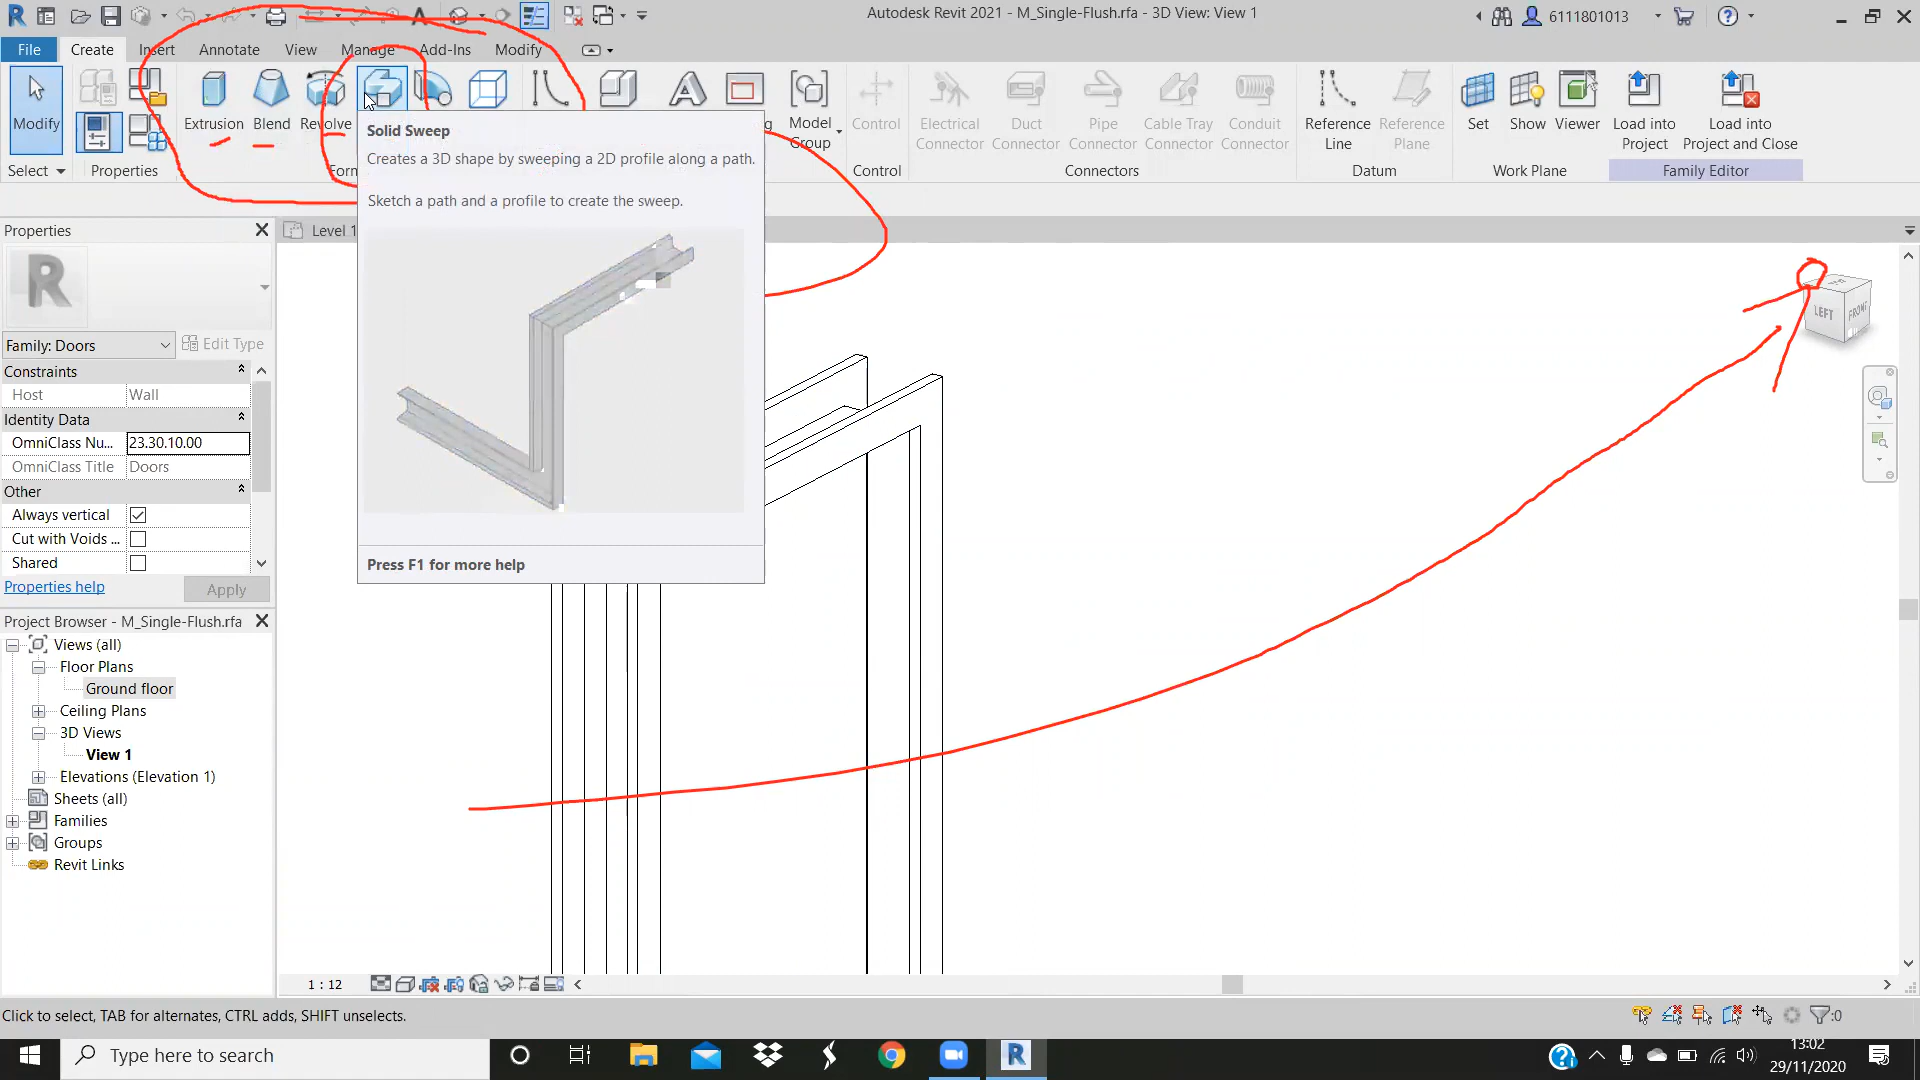 Autodesk Revit 2021 - M_Single-Flush.rfa - 3D View: View 1
6111801013
File
Create
Insert
Annotate
View
Manage
Add-Ins
Modify
Modify
Extrusion
Blend
Revolve
Model
Group
Control
Electrical
Connector
Duct
Connector
Pipe
Connector
Cable Tray
Connector
Conduit
Connector
Reference
Line
Reference
Plane
Set
Show
Viewer
Load into
Project
Load into
Project and Close
Select
Properties
Control
Connectors
Datum
Work Plane
Family Editor
Solid Sweep
Creates a 3D shape by sweeping a 2D profile along a path.
Sketch a path and a profile to create the sweep.
Press F1 for more help
Properties
Level 1
R
Family: Doors
Edit Type
Constraints
Host Wall
Identity Data
OmniClass Nu... 23.30.10.00
OmniClass Title Doors
Other
Always vertical
Cut with Voids ...
Shared
Properties help
Apply
LEFT
FRONT
Project Browser - M_Single-Flush.rfa
Views (all)
Floor Plans
Ground floor
Ceiling Plans
3D Views
View 1
Elevations (Elevation 1)
Sheets (all)
Families
Groups
Revit Links
1 : 12
Click to select, TAB for alternates, CTRL adds, SHIFT unselects.
:0
Type here to search
13:02
29/11/2020